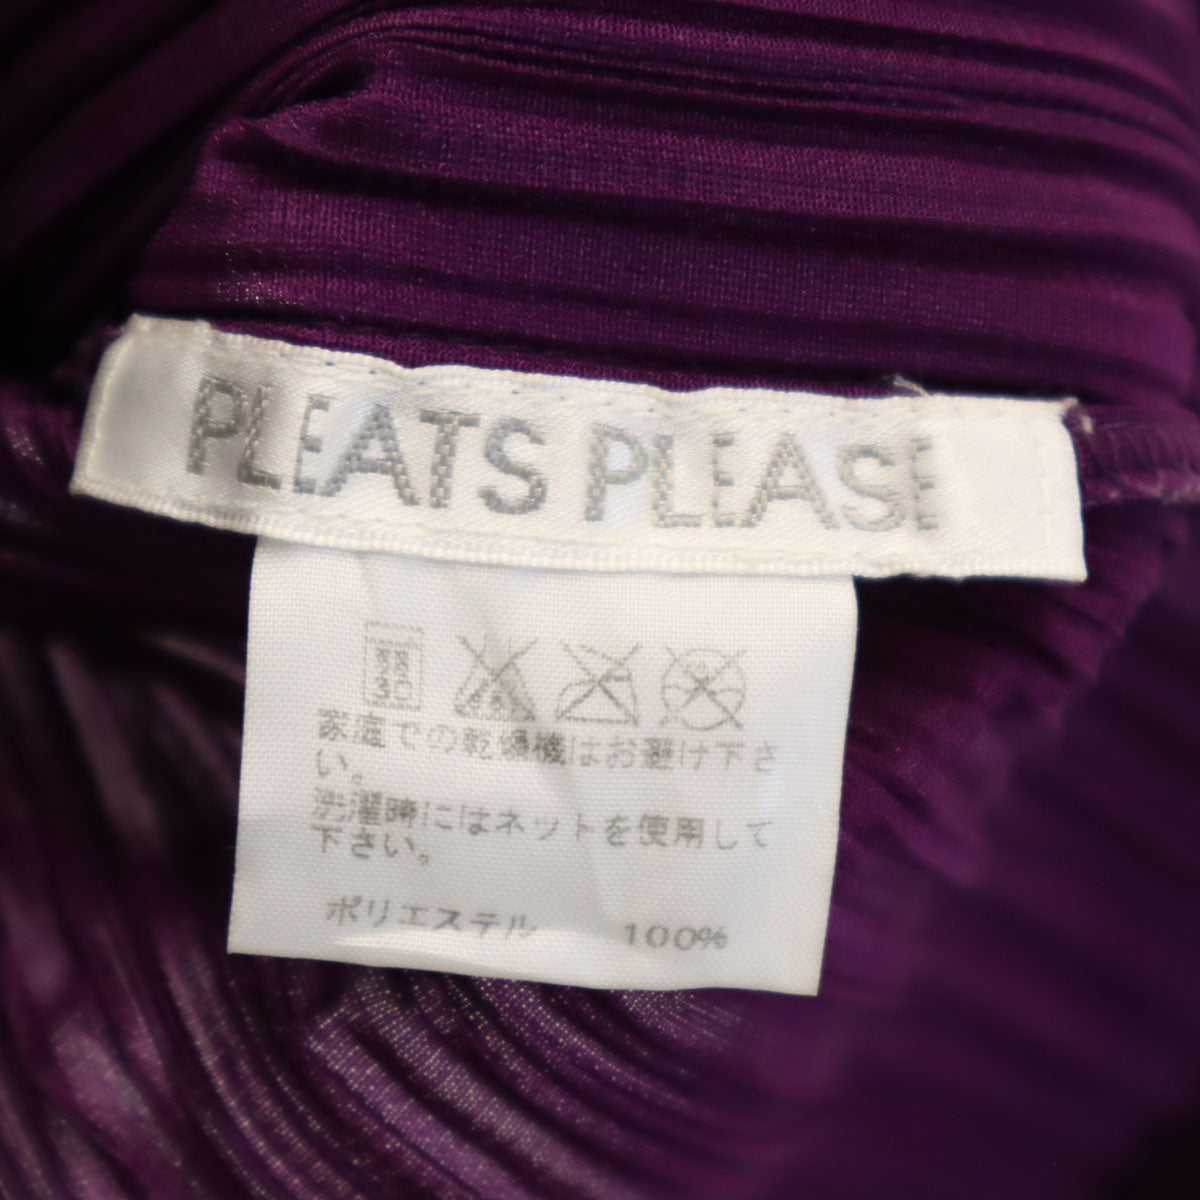 PLEATS PLEASE
家庭での乾燥機はお避け下さ
い。
洗濯時にはネットを使用して
下さい。
ポリエステル 100%